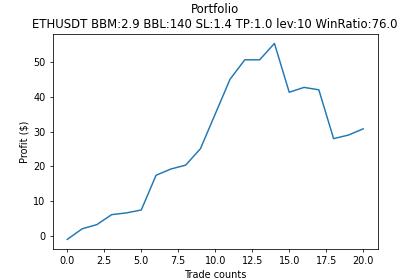 Portfolio
ETHUSDT BBM:2.9 BBL:140 SL:1.4 TP:1.0 lev:10 WinRatio:76.0
Profit ($)
50
40
30
20
10
0
0.0 2.5 5.0 7.5 10.0 12.5 15.0 17.5 20.0
Trade counts